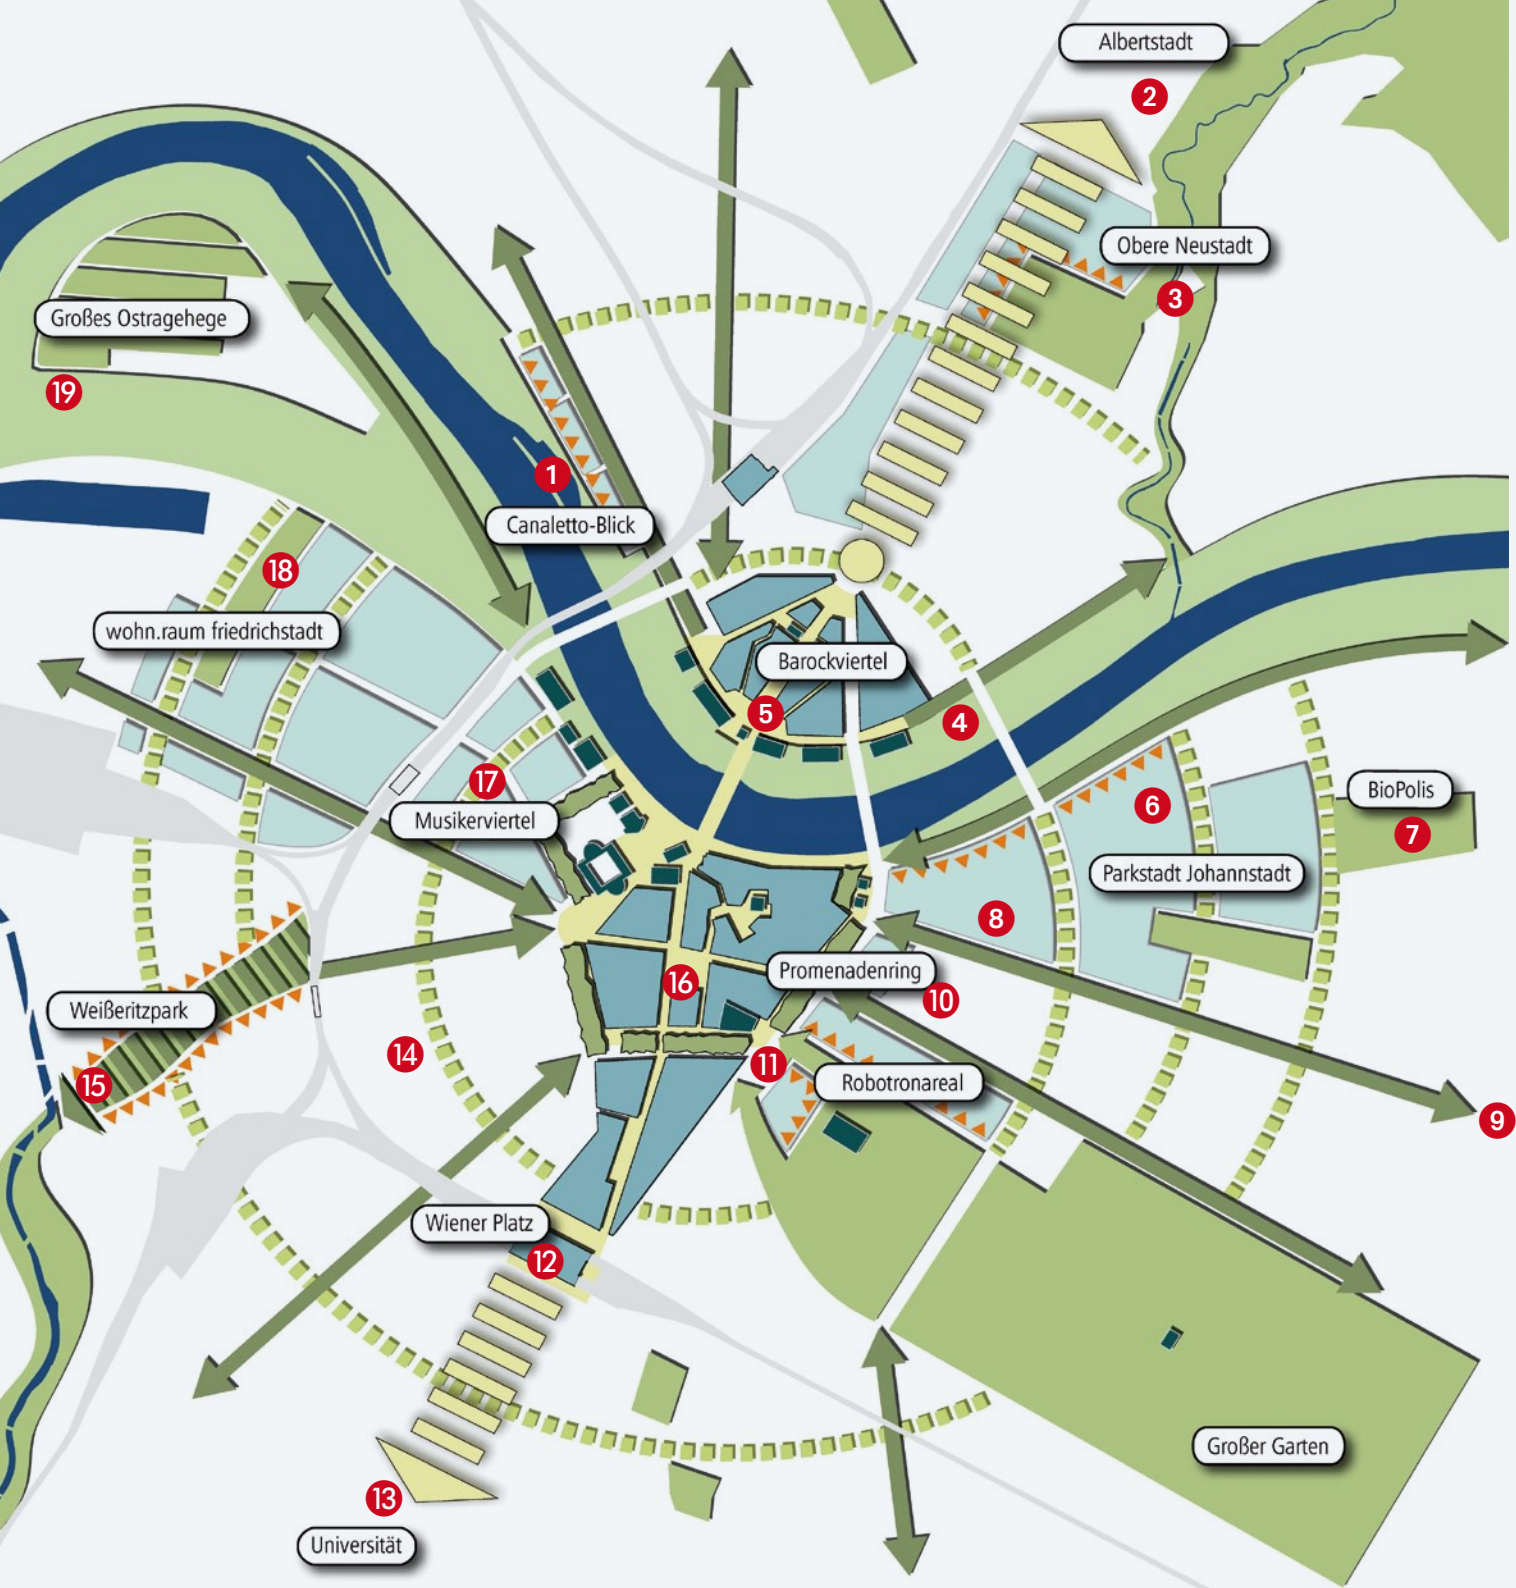 Albertstadt
2
Obere Neustadt
3
Großes Ostragehege
19
1
Canaletto-Blick
18
wohn.raum friedrichstadt
Barockviertel
5
4
17
Musikerviertel
6
BioPolis
7
Parkstadt Johannstadt
8
Promenadenring
16
10
Weißeritzpark
14
11
15
Robotronareal
9
Wiener Platz
12
Großer Garten
13
Universität